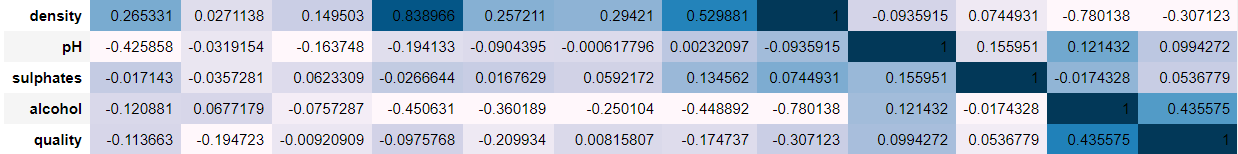 density 0.265331 0.0271138 0.149503 0.838966 0.257211 0.29421 0.529881 1 -0.0935915 0.0744931 -0.780138 -0.307123
pH -0.425858 -0.0319154 -0.163748 -0.194133 -0.0904395 -0.000617796 0.00232097 -0.0935915 1 0.155951 0.121432 0.0994272
sulphates -0.017143 -0.0357281 0.0623309 -0.0266644 0.0167629 0.0592172 0.134562 0.0744931 0.155951 1 -0.0174328 0.0536779
alcohol -0.120881 0.0677179 -0.0757287 -0.450631 -0.360189 -0.250104 -0.448892 -0.780138 0.121432 -0.0174328 1 0.435575
quality -0.113663 -0.194723 -0.00920909 -0.0975768 -0.209934 0.00815807 -0.174737 -0.307123 0.0994272 0.0536779 0.435575 1